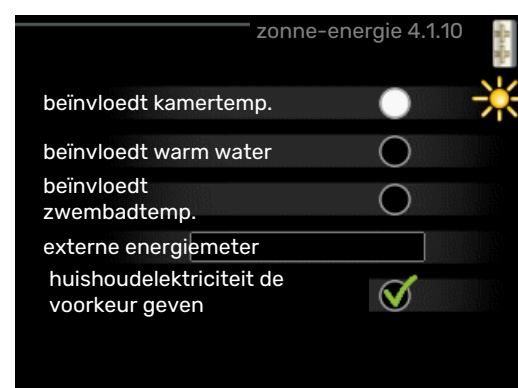 zonne-energie 4.1.10
beïnvloedt kamertemp.
beïnvloedt warm water
beïnvloedt
zwembadtemp.
externe energiemeter
huishoudelektriciteit de
voorkeur geven